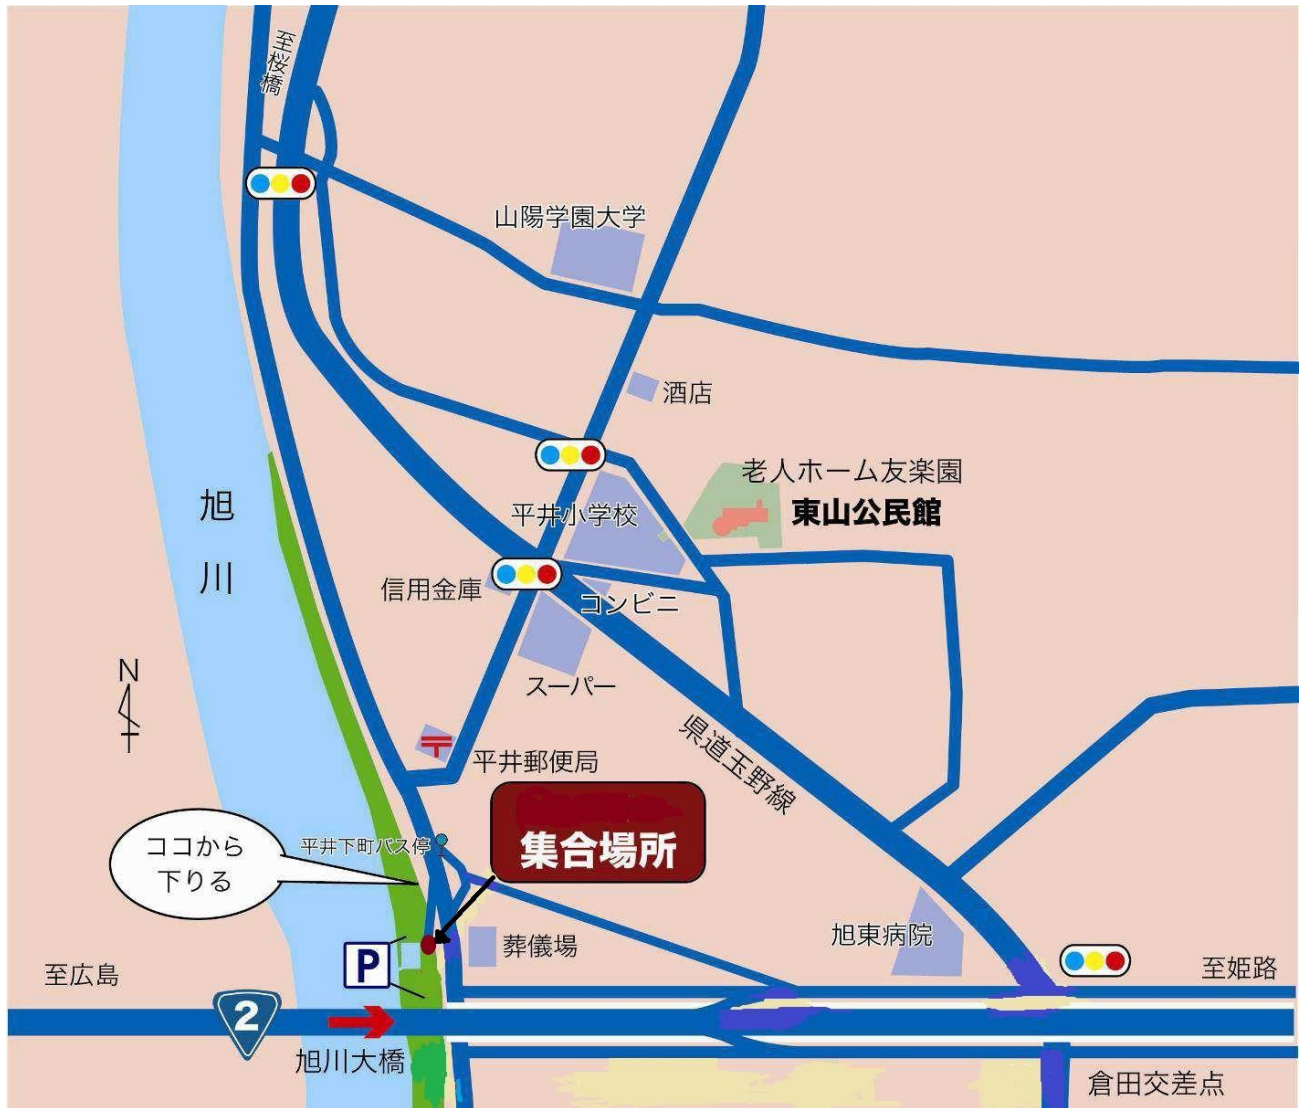 至桜橋
山陽学園大学
酒店
老人ホーム友楽園
東山公民館
平井小学校
旭川
信用金庫
コンビニ
スーパー
N
県道玉野線
〒
平井郵便局
ココから
下りる
平井下町バス停
集合場所
葬儀場
旭東病院
P
至広島
至姫路
2
旭川大橋
倉田交差点